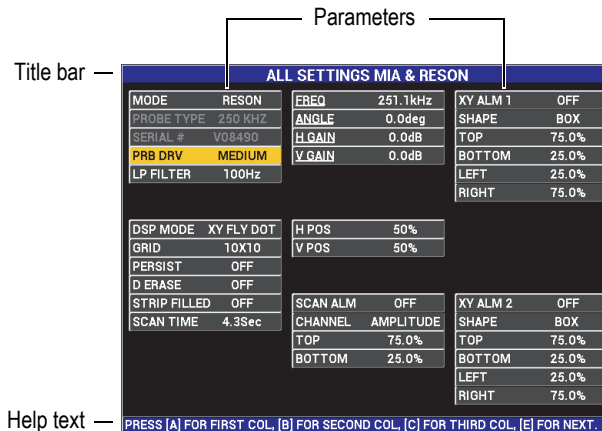 Parameters
Title bar
ALL SETTINGS MIA & RESON
MODE RESON
PROBE TYPE 250 KHZ
SERIAL # V08490
PRB DRV MEDIUM
LP FILTER 100Hz
FREQ 251.1kHz
ANGLE 0.0deg
H GAIN 0.0dB
V GAIN 0.0dB
XY ALM 1 OFF
SHAPE BOX
TOP 75.0%
BOTTOM 25.0%
LEFT 25.0%
RIGHT 75.0%
DSP MODE XY FLY DOT
GRID 10X10
PERSIST OFF
D ERASE OFF
STRIP FILLED OFF
SCAN TIME 4.3Sec
H POS 50%
V POS 50%
SCAN ALM OFF
CHANNEL AMPLITUDE
TOP 75.0%
BOTTOM 25.0%
XY ALM 2 OFF
SHAPE BOX
TOP 75.0%
BOTTOM 25.0%
LEFT 25.0%
RIGHT 75.0%
Help text
PRESS [A] FOR FIRST COL, [B] FOR SECOND COL, [C] FOR THIRD COL, [E] FOR NEXT.